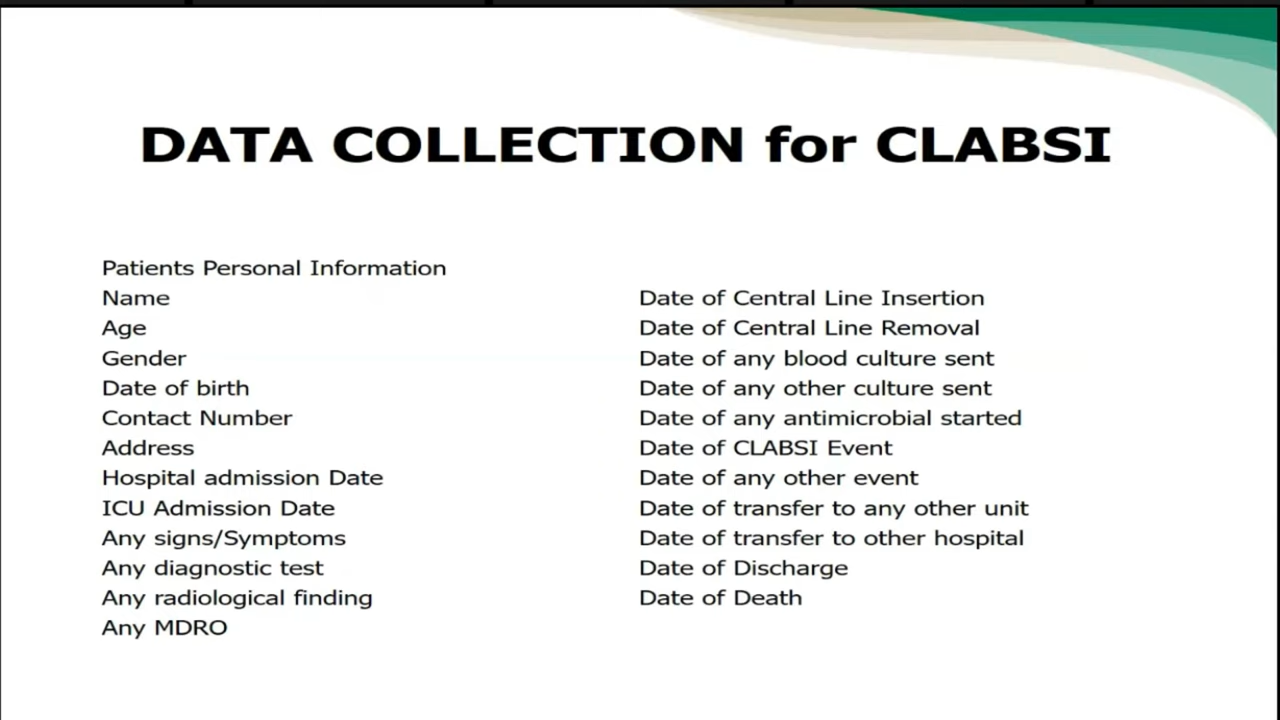 DATA COLLECTION for CLABSI
Patients Personal Information
Name
Age
Gender
Date of birth
Contact Number
Address
Hospital admission Date
ICU Admission Date
Any signs/Symptoms
Any diagnostic test
Any radiological finding
Any MDRO
Date of Central Line Insertion
Date of Central Line Removal
Date of any blood culture sent
Date of any other culture sent
Date of any antimicrobial started
Date of CLABSI Event
Date of any other event
Date of transfer to any other unit
Date of transfer to other hospital
Date of Discharge
Date of Death